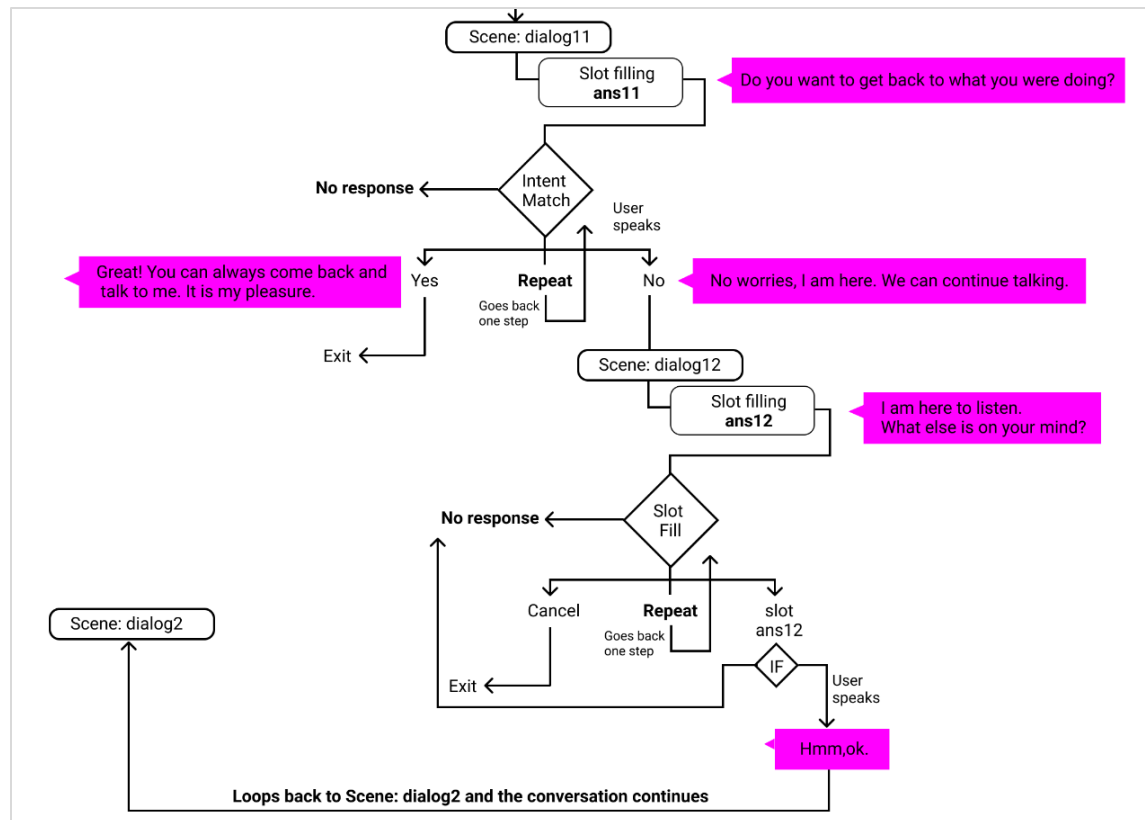 Scene: dialog11
Slot filling
ans11
Do you want to get back to what you were doing?
Intent
Match
No response
User
speaks
Great! You can always come back and
talk to me. It is my pleasure.
Yes
Repeat
No
No worries, I am here. We can continue talking.
Goes back
one step
Exit
Scene: dialog12
Slot filling
ans12
I am here to listen.
What else is on your mind?
Slot
Fill
No response
Cancel
Repeat
slot
ans12
Goes back
one step
Scene: dialog2
IF
User
speaks
Exit
Hmm,ok.
Loops back to Scene: dialog2 and the conversation continues